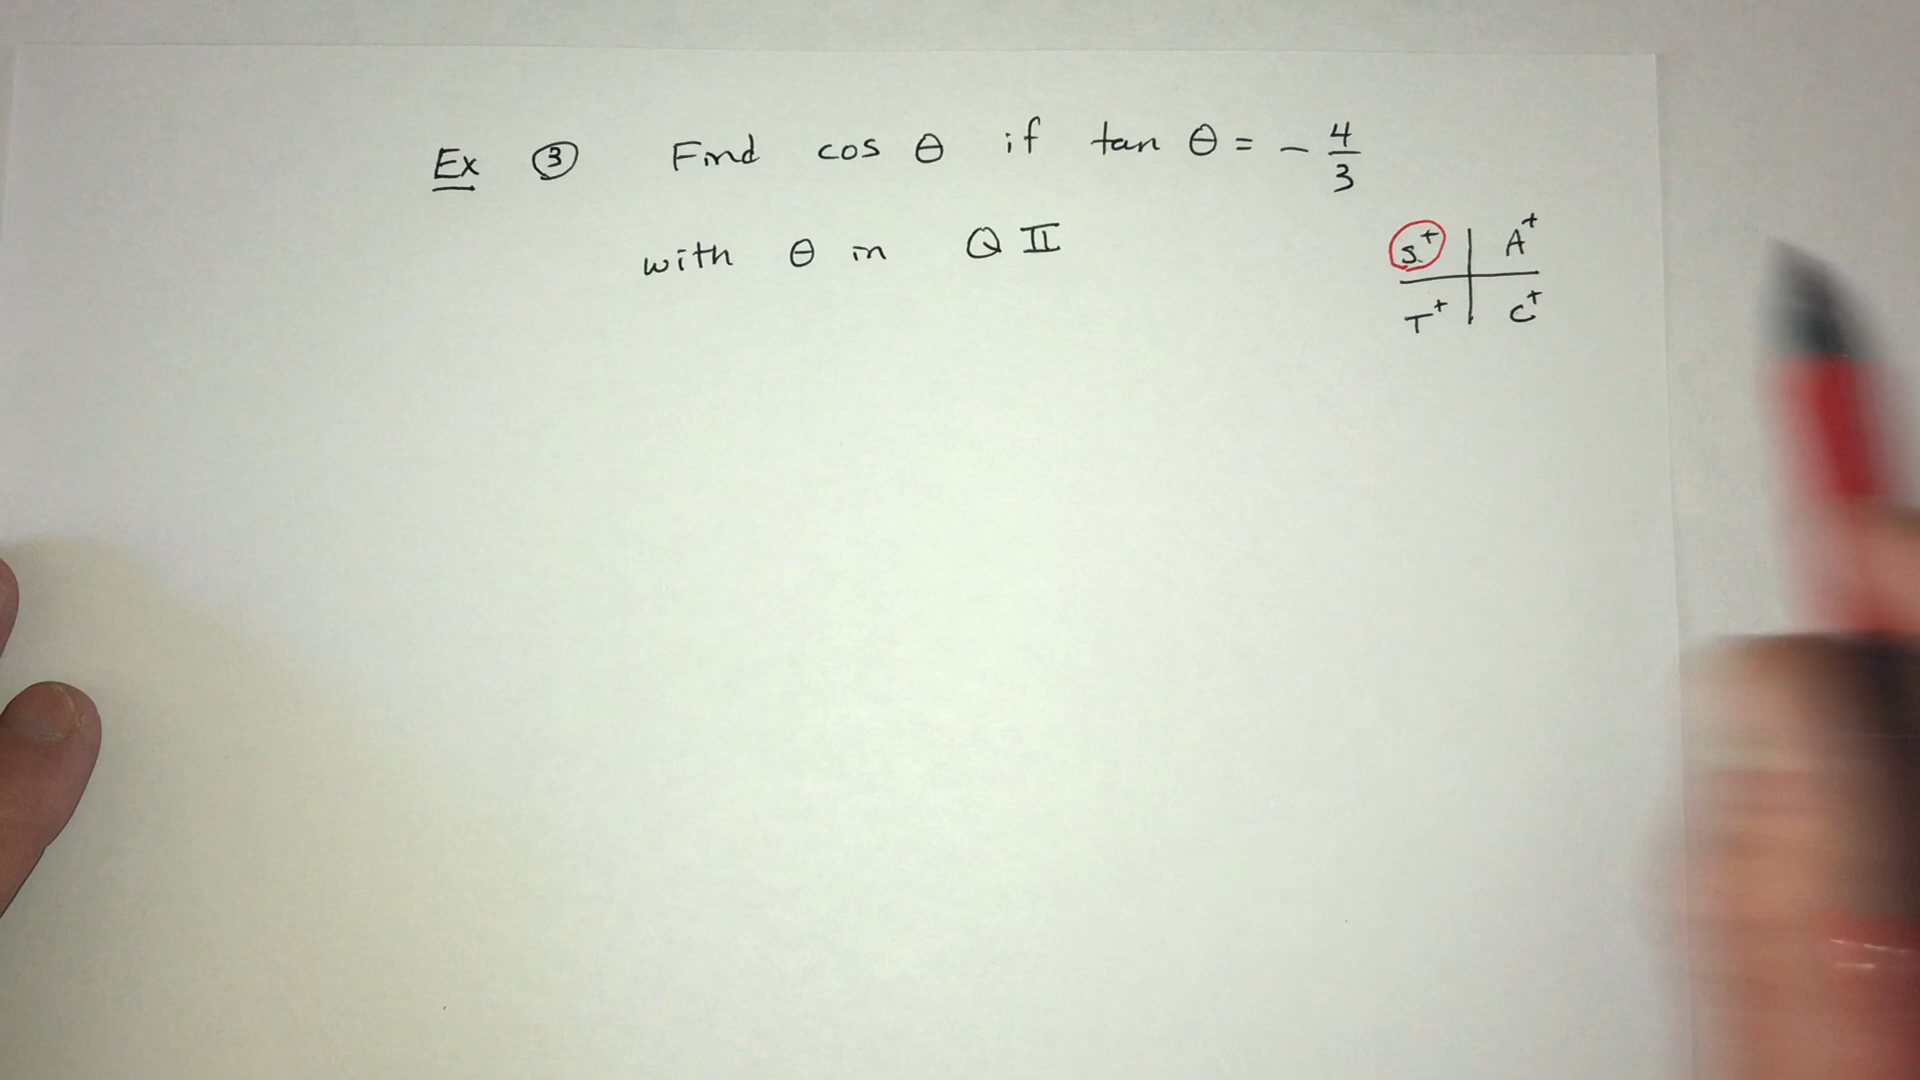 Ex ③ Find cos θ if tan θ = - 4/3
with θ in Q II
S+ A+
T+ C+